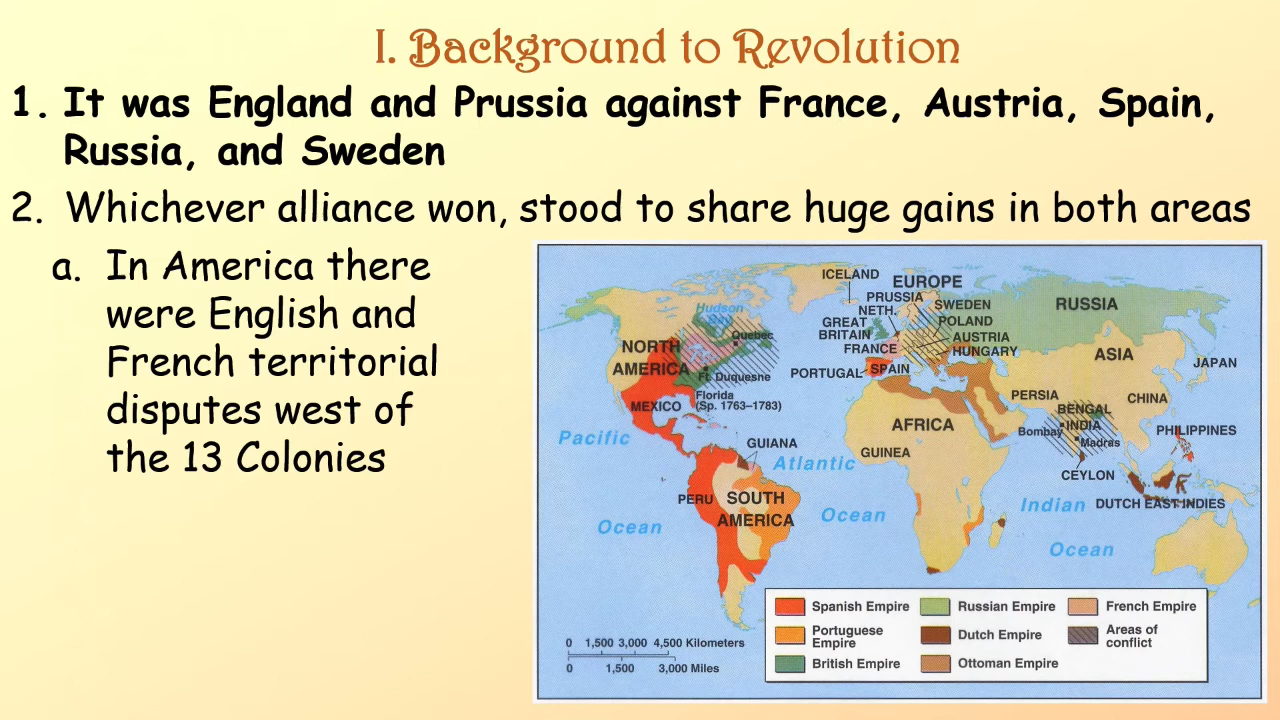 I. Background to Revolution
1. It was England and Prussia against France, Austria, Spain,
Russia, and Sweden
2. Whichever alliance won, stood to share huge gains in both areas
a. In America there
were English and
French territorial
disputes west of
the 13 Colonies
ICELAND
EUROPE
PRUSSIA
SWEDEN
RUSSIA
NETH.
Hudson
Bay
GREAT
BRITAIN
POLAND
Quebec
AUSTRIA
HUNGARY
FRANCE
NORTH
AMERICA
ASIA
JAPAN
PORTUGAL
SPAIN
Ft. Duquesne
Florida
(Sp. 1763–1783)
MEXICO
PERSIA
CHINA
BENGAL
INDIA
Bombay
Madras
AFRICA
PHILIPPINES
Pacific
GUIANA
GUINEA
Atlantic
CEYLON
PERU
SOUTH
AMERICA
Indian
DUTCH EAST INDIES
Ocean
Ocean
Ocean
0 1,500 3,000 4,500 Kilometers
0 1,500 3,000 Miles
Spanish Empire
Portuguese
Empire
British Empire
Russian Empire
Dutch Empire
Ottoman Empire
French Empire
Areas of
conflict